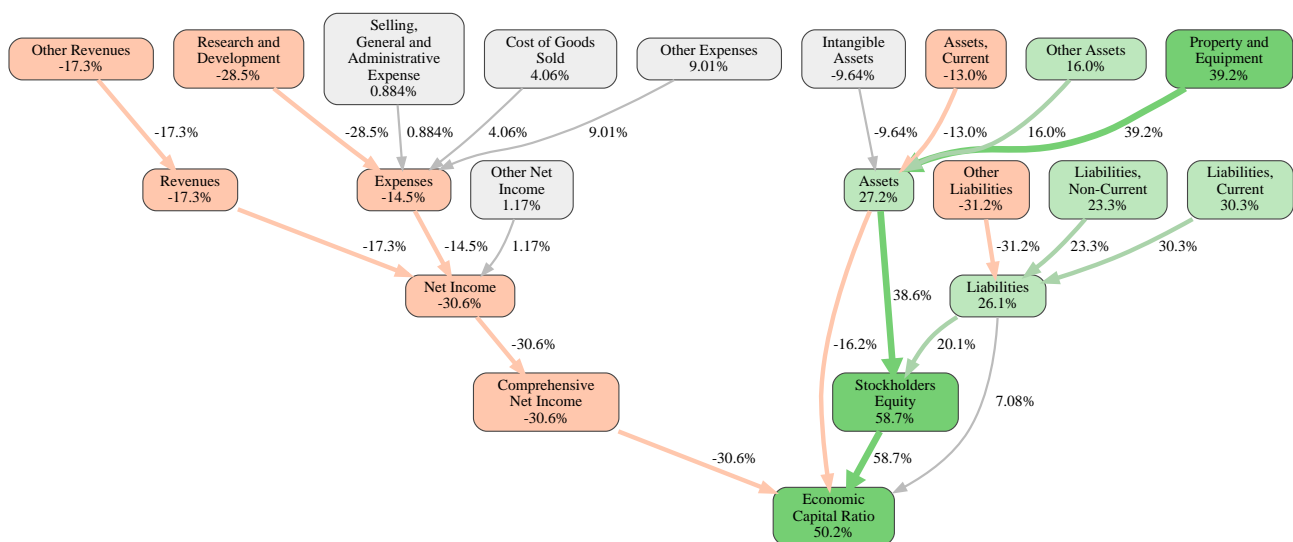 Other Revenues
-17.3%
Research and
Development
-28.5%
Selling,
General and
Administrative
Expense
0.884%
Cost of Goods
Sold
4.06%
Other Expenses
9.01%
Intangible
Assets
-9.64%
Assets,
Current
-13.0%
Other Assets
16.0%
Property and
Equipment
39.2%
-17.3%
-28.5%
0.884%
4.06%
9.01%
-9.64%
-13.0%
16.0%
39.2%
Revenues
-17.3%
Expenses
-14.5%
Other Net
Income
1.17%
Assets
27.2%
Other
Liabilities
-31.2%
Liabilities,
Non-Current
23.3%
Liabilities,
Current
30.3%
-17.3%
-14.5%
1.17%
-31.2%
23.3%
30.3%
Net Income
-30.6%
38.6%
Liabilities
26.1%
-30.6%
-16.2%
20.1%
Comprehensive
Net Income
-30.6%
Stockholders
Equity
58.7%
7.08%
-30.6%
58.7%
Economic
Capital Ratio
50.2%